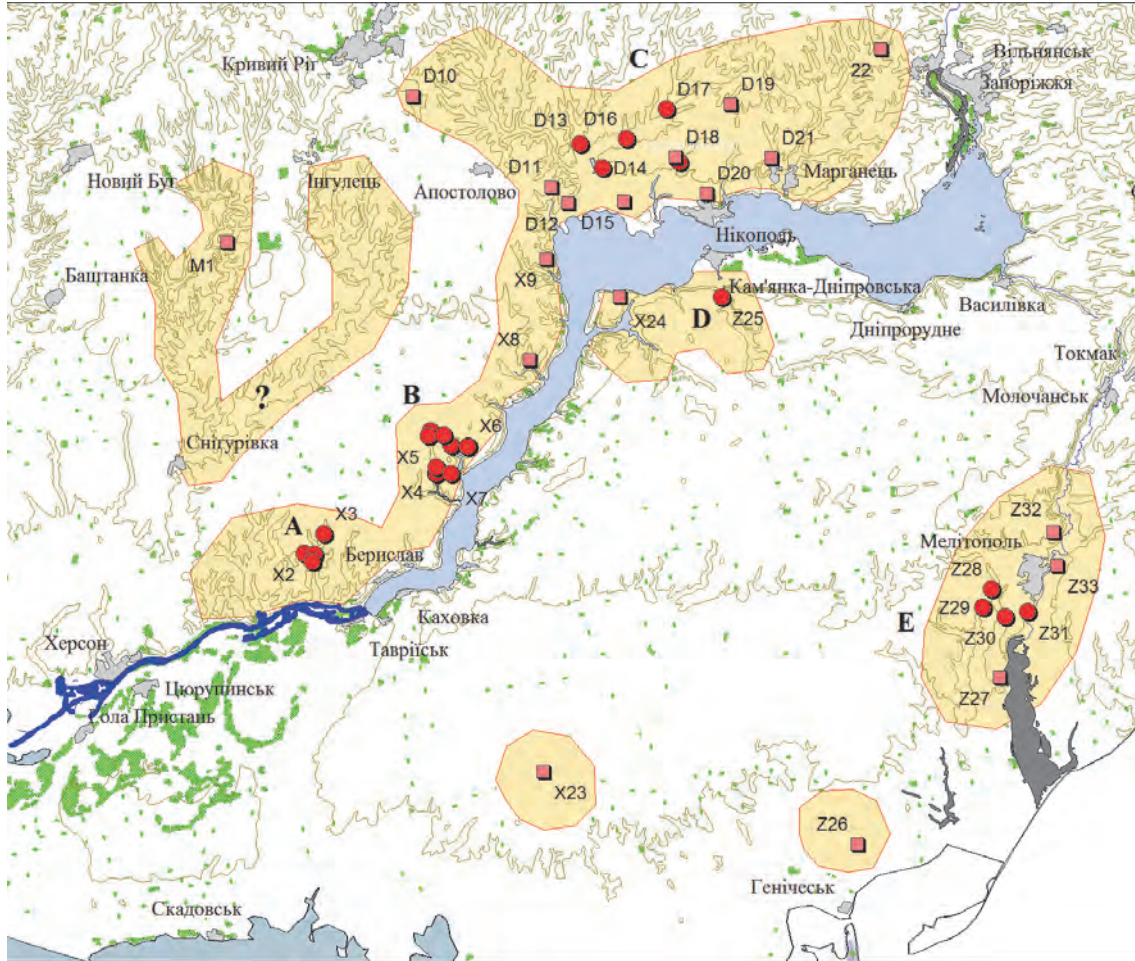 C
22
Вільнянськ
Кривий Ріг
Запоріжжя
D10
D17
D19
D13
D16
D18
D21
D14
Марганець
Новий Буг
Інгулець
D11
Апостолово
D20
D12
D15
Нікополь
M1
Баштанка
X9
Кам'янка-Дніпровська
Василівка
X24
D
Z25
Дніпрорудне
X8
Токмак
Молочанськ
?
B
X6
Снігурівка
X5
X4
X7
X3
A
Z32
Берислав
Мелітополь
X2
Z28
Z33
Z29
Каховка
E
Z30
Z31
Херсон
Таврійськ
Z27
Цюрупинськ
Гола Пристань
X23
Z26
Генічеськ
Скадовськ